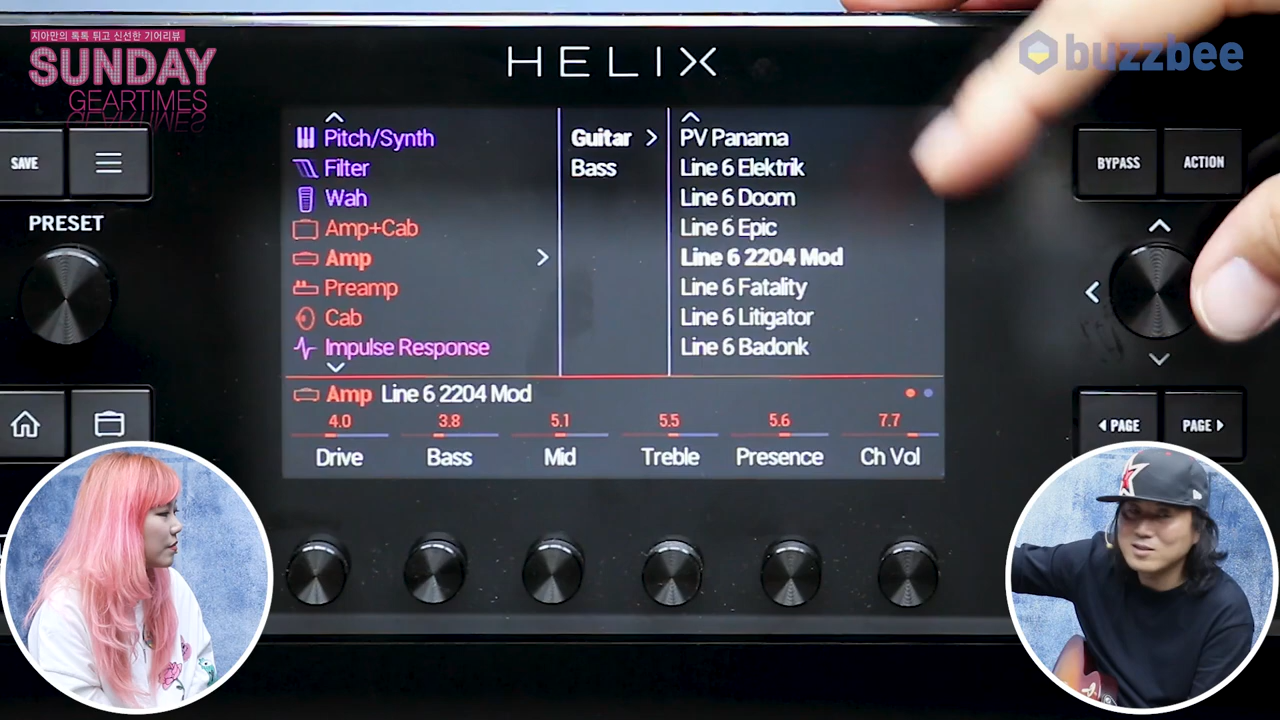 지아만의 톡톡 튀고 신선한 기어리뷰
SUNDAY
GEARTIMES
HELIX
buzzbee
SAVE
PRESET
BYPASS
ACTION
PAGE
PAGE
Pitch/Synth
Filter
Wah
Amp+Cab
Amp
Preamp
Cab
Impulse Response
Guitar
Bass
PV Panama
Line 6 Elektrik
Line 6 Doom
Line 6 Epic
Line 6 2204 Mod
Line 6 Fatality
Line 6 Litigator
Line 6 Badonk
Amp Line 6 2204 Mod
4.0 3.8 5.1 5.5 5.6 7.7
Drive Bass Mid Treble Presence Ch Vol